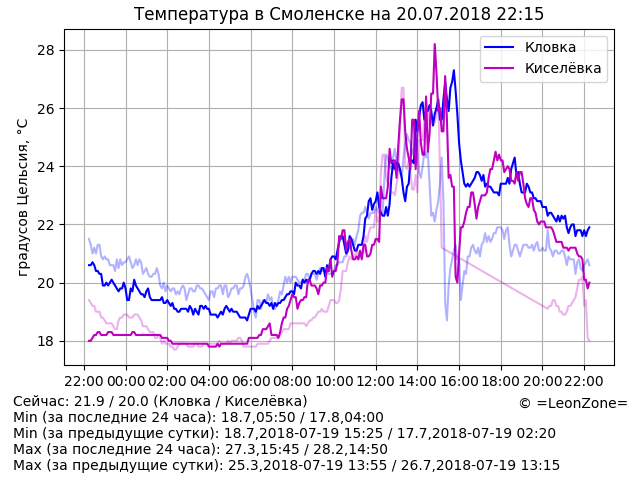 Температура в Смоленске на 20.07.2018 22:15
градусов Цельсия, °C
28
26
24
22
20
18
Кловка
Киселёвка
22:00 00:00 02:00 04:00 06:00 08:00 10:00 12:00 14:00 16:00 18:00 20:00 22:00
Сейчас: 21.9 / 20.0 (Кловка / Киселёвка)
© =LeonZone=
Min (за последние 24 часа): 18.7,05:50 / 17.8,04:00
Min (за предыдущие сутки): 18.7,2018-07-19 15:25 / 17.7,2018-07-19 02:20
Max (за последние 24 часа): 27.3,15:45 / 28.2,14:50
Max (за предыдущие сутки): 25.3,2018-07-19 13:55 / 26.7,2018-07-19 13:15